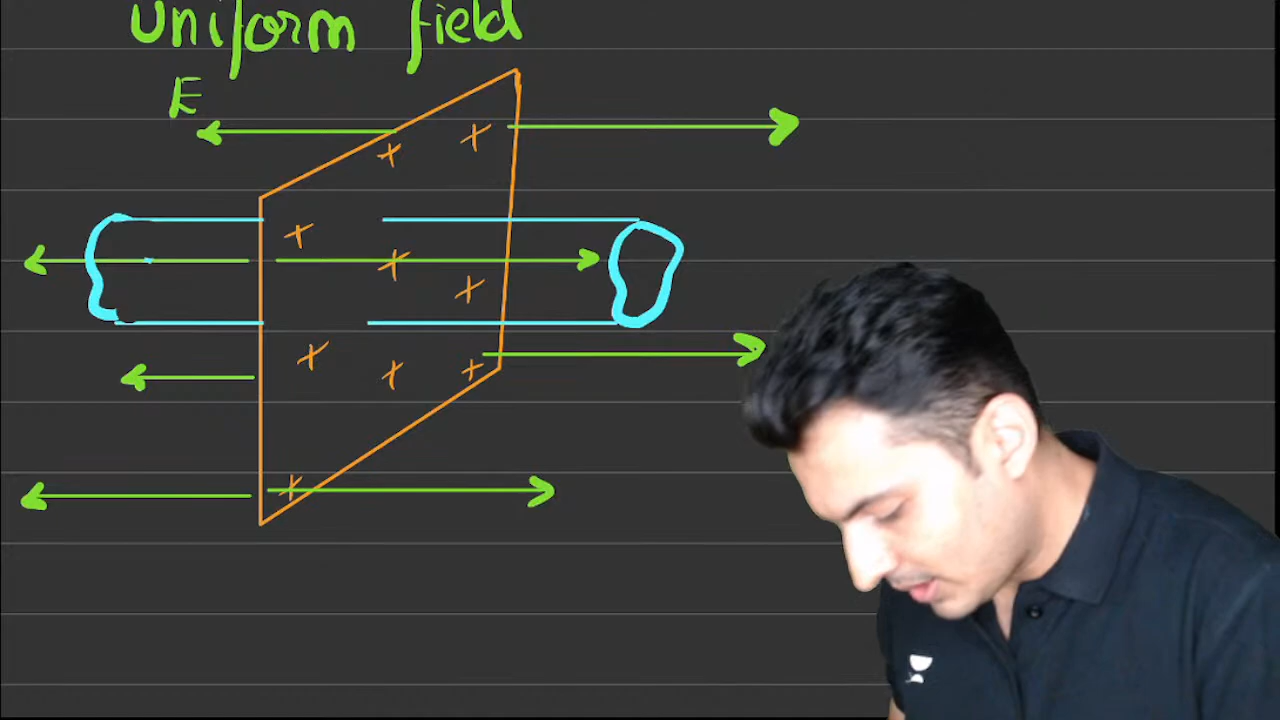 Uniform field
E
+ +
+
+
+
+ + +
+